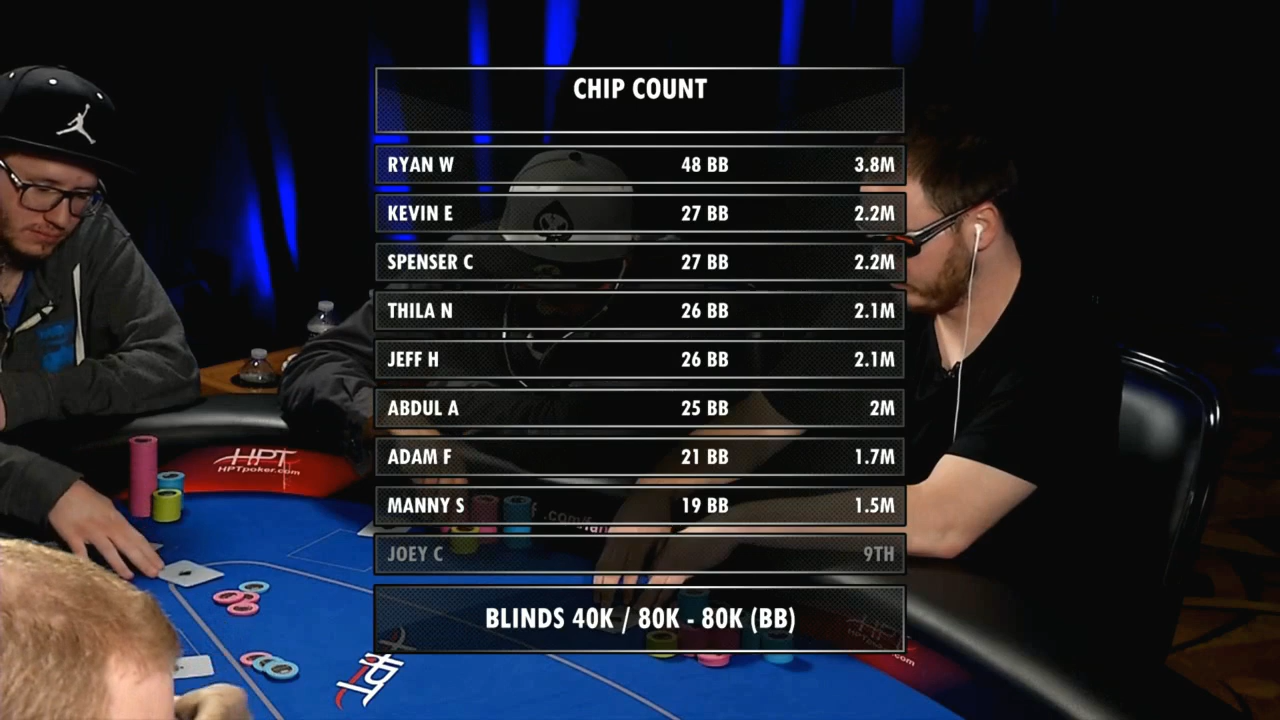 CHIP COUNT
RYAN W 48 BB 3.8M
KEVIN E 27 BB 2.2M
SPENSER C 27 BB 2.2M
THILA N 26 BB 2.1M
JEFF H 26 BB 2.1M
ABDUL A 25 BB 2M
ADAM F 21 BB 1.7M
MANNY S 19 BB 1.5M
JOEY C 9TH
BLINDS 40K / 80K - 80K (BB)
HPT
HPTpoker.com
HPT
HPT